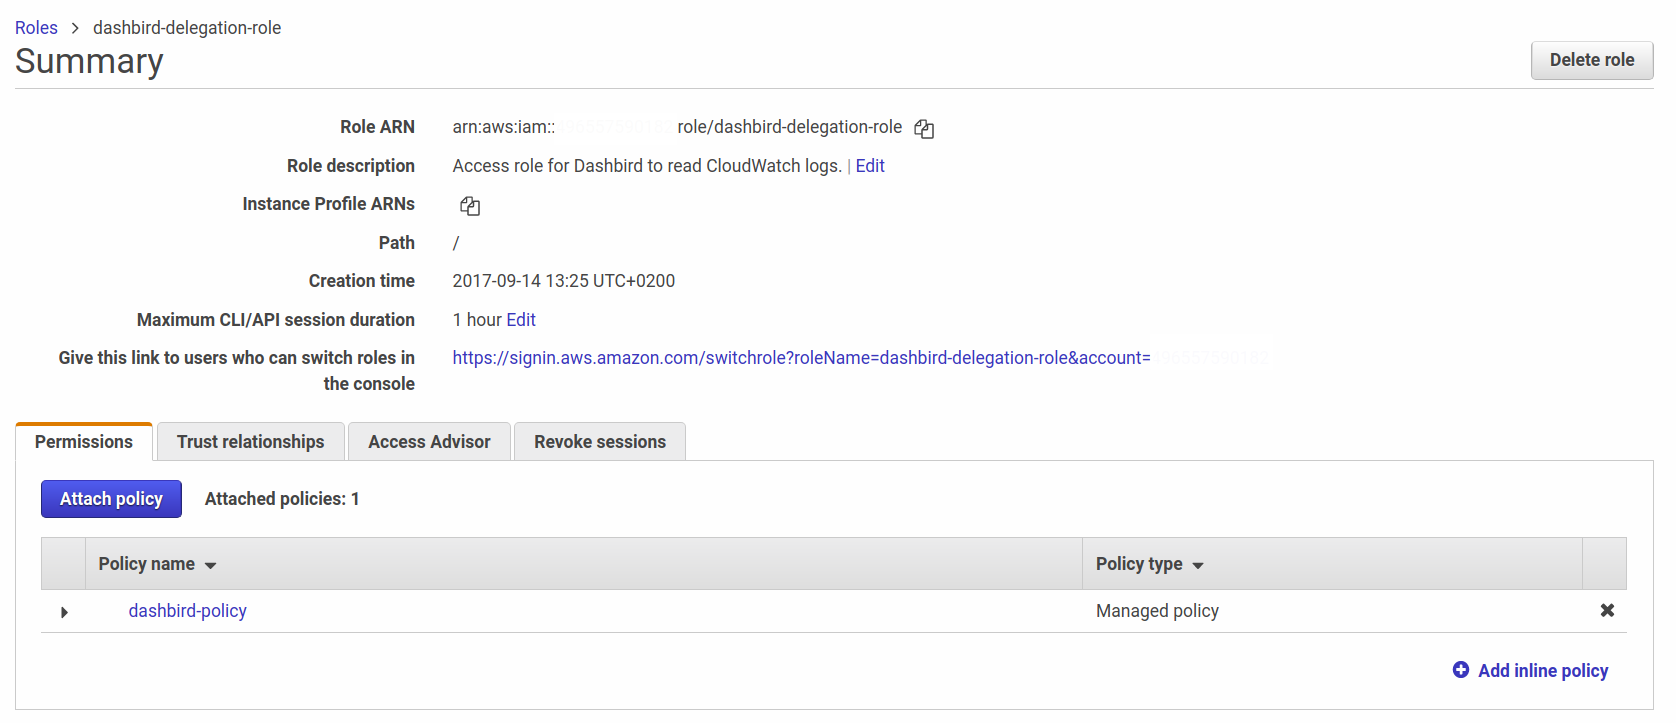 Roles > dashbird-delegation-role
Summary
Delete role
Role ARN arn:aws:iam:: role/dashbird-delegation-role
Role description Access role for Dashbird to read CloudWatch logs. | Edit
Instance Profile ARNs
Path /
Creation time 2017-09-14 13:25 UTC+0200
Maximum CLI/API session duration 1 hour Edit
Give this link to users who can switch roles in https://signin.aws.amazon.com/switchrole?roleName=dashbird-delegation-role&account=
the console
Permissions Trust relationships Access Advisor Revoke sessions
Attach policy Attached policies: 1
Policy name Policy type
dashbird-policy Managed policy
Add inline policy